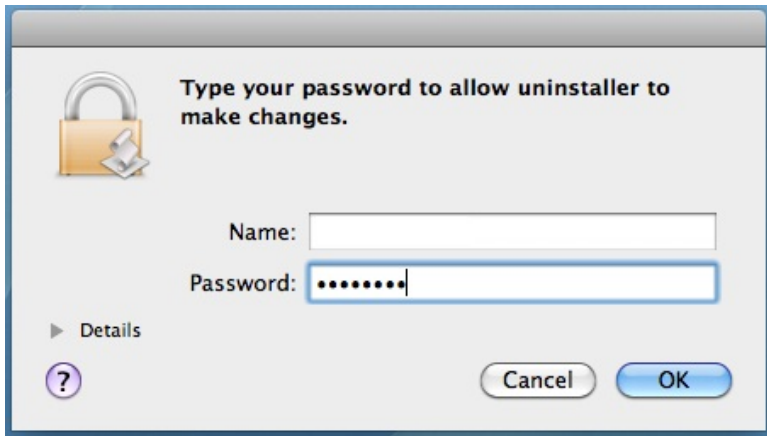 Type your password to allow uninstaller to
make changes.
Name:
Password: ••••••••
Details
?
Cancel
OK